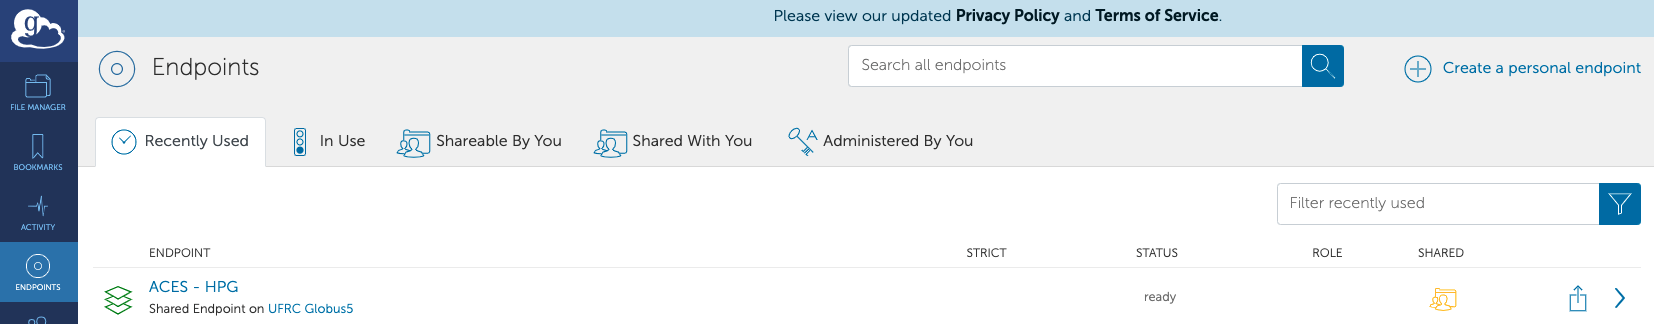 Please view our updated Privacy Policy and Terms of Service.
g
Endpoints
Search all endpoints
Create a personal endpoint
FILE MANAGER
Recently Used
In Use
Shareable By You
Shared With You
Administered By You
BOOKMARKS
Filter recently used
ACTIVITY
ENDPOINT STRICT STATUS ROLE SHARED
ENDPOINTS
ACES - HPG
ready
Shared Endpoint on UFRC Globus5